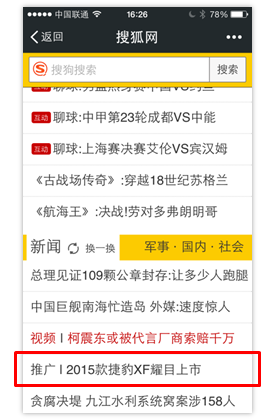 中国联通 16:26 78%
返回 搜狐网
搜狗搜索 搜索
互动 聊球:中甲第23轮成都VS中能
互动 聊球:上海赛决赛艾伦VS宾汉姆
《古战场传奇》:穿越18世纪苏格兰
《航海王》:决战!劳对多弗朗明哥
新闻 换一换 军事·国内·社会
总理见证109颗公章封存:让多少人跑腿
中国巨舰南海忙造岛 外媒:速度惊人
视频 | 柯震东或被代言厂商索赔千万
推广 | 2015款捷豹XF耀目上市
贪腐决堤 九江水利系统窝案涉158人